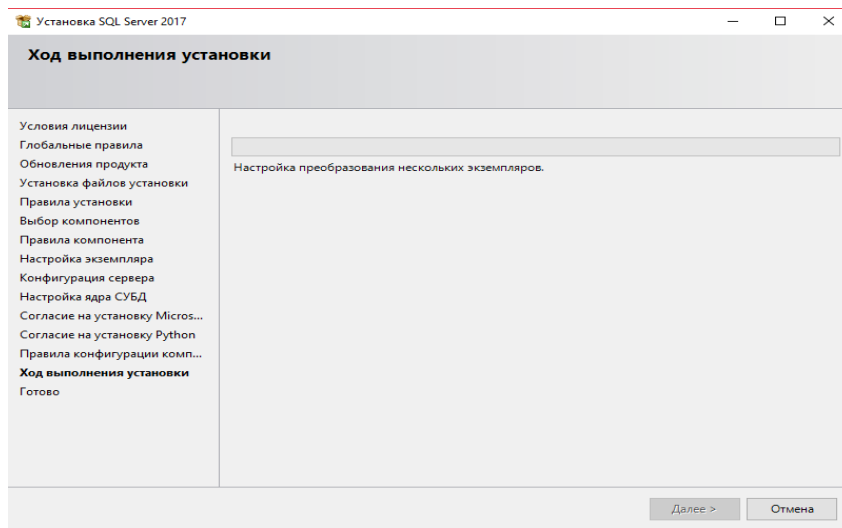 Установка SQL Server 2017
Ход выполнения установки
Условия лицензии
Глобальные правила
Обновления продукта
Установка файлов установки
Правила установки
Выбор компонентов
Правила компонента
Настройка экземпляра
Конфигурация сервера
Настройка ядра СУБД
Согласие на установку Micros...
Согласие на установку Python
Правила конфигурации комп...
Ход выполнения установки
Готово
Настройка преобразования нескольких экземпляров.
Далее >
Отмена